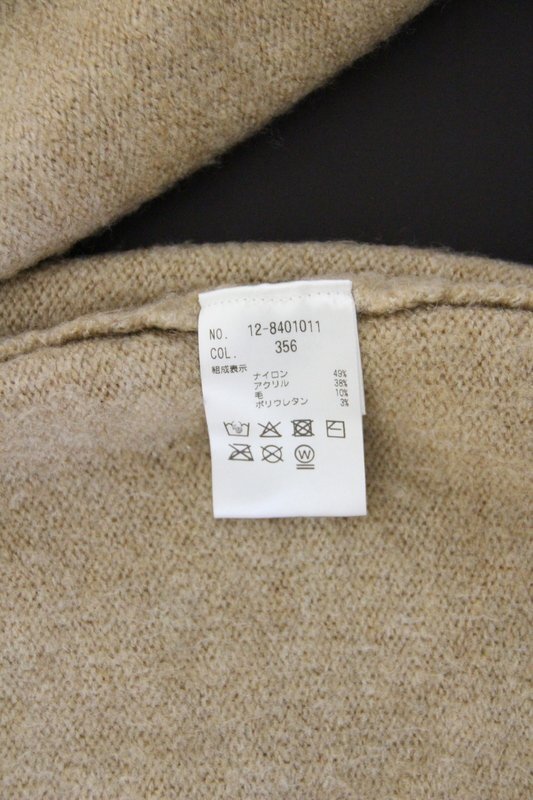 NO. 12-8401011
COL. 356
組成表示
ナイロン 49%
アクリル 38%
毛 10%
ポリウレタン 3%
W